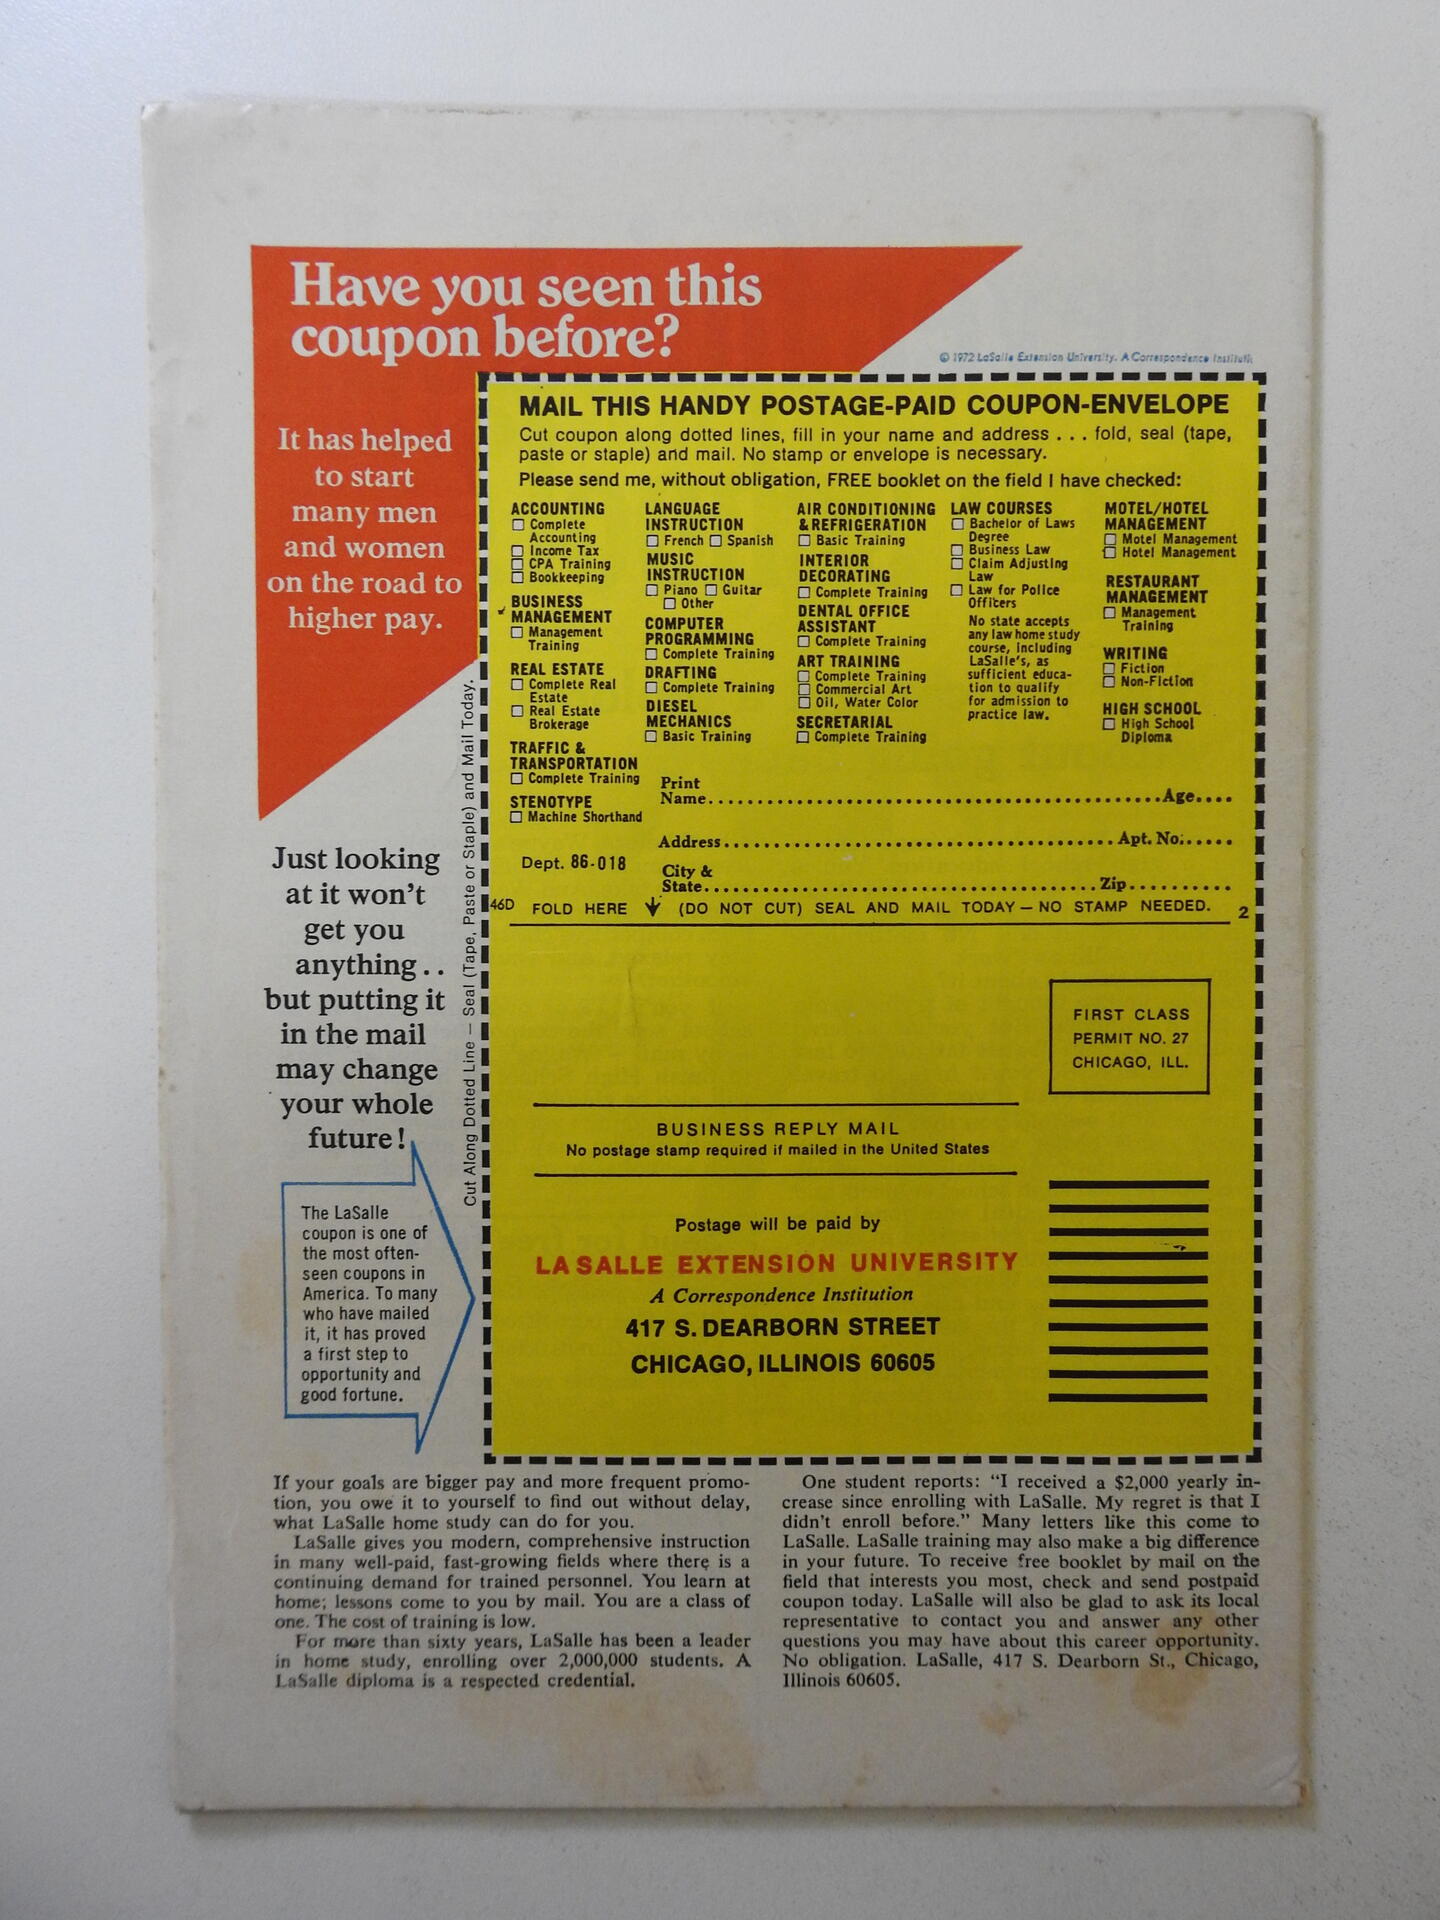 Have you seen this
coupon before?
It has helped
to start
many men
and women
on the road to
higher pay.
Just looking
at it won't
get you
anything..
but putting it
in the mail
may change
your whole
future!
The LaSalle
coupon is one of
the most often-
seen coupons in
America. To many
who have mailed
it, it has proved
a first step to
opportunity and
good fortune.
Cut Along Dotted Line — Seal (Tape, Paste or Staple) and Mail Today.
© 1972 LaSalle Extension University. A Correspondence Institution
MAIL THIS HANDY POSTAGE-PAID COUPON-ENVELOPE
Cut coupon along dotted lines, fill in your name and address ... fold, seal (tape,
paste or staple) and mail. No stamp or envelope is necessary.
Please send me, without obligation, FREE booklet on the field I have checked:
ACCOUNTING
☐ Complete
Accounting
☐ Income Tax
☐ CPA Training
☐ Bookkeeping
BUSINESS
MANAGEMENT
☐ Management
Training
REAL ESTATE
☐ Complete Real
Estate
☐ Real Estate
Brokerage
TRAFFIC &
TRANSPORTATION
☐ Complete Training
STENOTYPE
☐ Machine Shorthand
LANGUAGE
INSTRUCTION
☐ French ☐ Spanish
MUSIC
INSTRUCTION
☐ Piano ☐ Guitar
☐ Other
COMPUTER
PROGRAMMING
☐ Complete Training
DRAFTING
☐ Complete Training
DIESEL
MECHANICS
☐ Basic Training
AIR CONDITIONING
& REFRIGERATION
☐ Basic Training
INTERIOR
DECORATING
☐ Complete Training
DENTAL OFFICE
ASSISTANT
☐ Complete Training
ART TRAINING
☐ Complete Training
☐ Commercial Art
☐ Oil, Water Color
SECRETARIAL
☐ Complete Training
LAW COURSES
☐ Bachelor of Laws
Degree
☐ Business Law
☐ Claim Adjusting
Law
☐ Law for Police
Officers
No state accepts
any law home study
course, including
LaSalle's, as
sufficient educa-
tion to qualify
for admission to
practice law.
MOTEL/HOTEL
MANAGEMENT
☐ Motel Management
☐ Hotel Management
RESTAURANT
MANAGEMENT
☐ Management
Training
WRITING
☐ Fiction
☐ Non-Fiction
HIGH SCHOOL
☐ High School
Diploma
Print
Name.....Age....
Address.....Apt. No.....
Dept. 86-018
City &
State.....Zip.....
46D FOLD HERE ↓ (DO NOT CUT) SEAL AND MAIL TODAY — NO STAMP NEEDED. 2
FIRST CLASS
PERMIT NO. 27
CHICAGO, ILL.
BUSINESS REPLY MAIL
No postage stamp required if mailed in the United States
Postage will be paid by
LA SALLE EXTENSION UNIVERSITY
A Correspondence Institution
417 S. DEARBORN STREET
CHICAGO, ILLINOIS 60605
If your goals are bigger pay and more frequent promo-
tion, you owe it to yourself to find out without delay,
what LaSalle home study can do for you.
LaSalle gives you modern, comprehensive instruction
in many well-paid, fast-growing fields where there is a
continuing demand for trained personnel. You learn at
home; lessons come to you by mail. You are a class of
one. The cost of training is low.
For more than sixty years, LaSalle has been a leader
in home study, enrolling over 2,000,000 students. A
LaSalle diploma is a respected credential.
One student reports: "I received a $2,000 yearly in-
crease since enrolling with LaSalle. My regret is that I
didn't enroll before." Many letters like this come to
LaSalle. LaSalle training may also make a big difference
in your future. To receive free booklet by mail on the
field that interests you most, check and send postpaid
coupon today. LaSalle will also be glad to ask its local
representative to contact you and answer any other
questions you may have about this career opportunity.
No obligation. LaSalle, 417 S. Dearborn St., Chicago,
Illinois 60605.